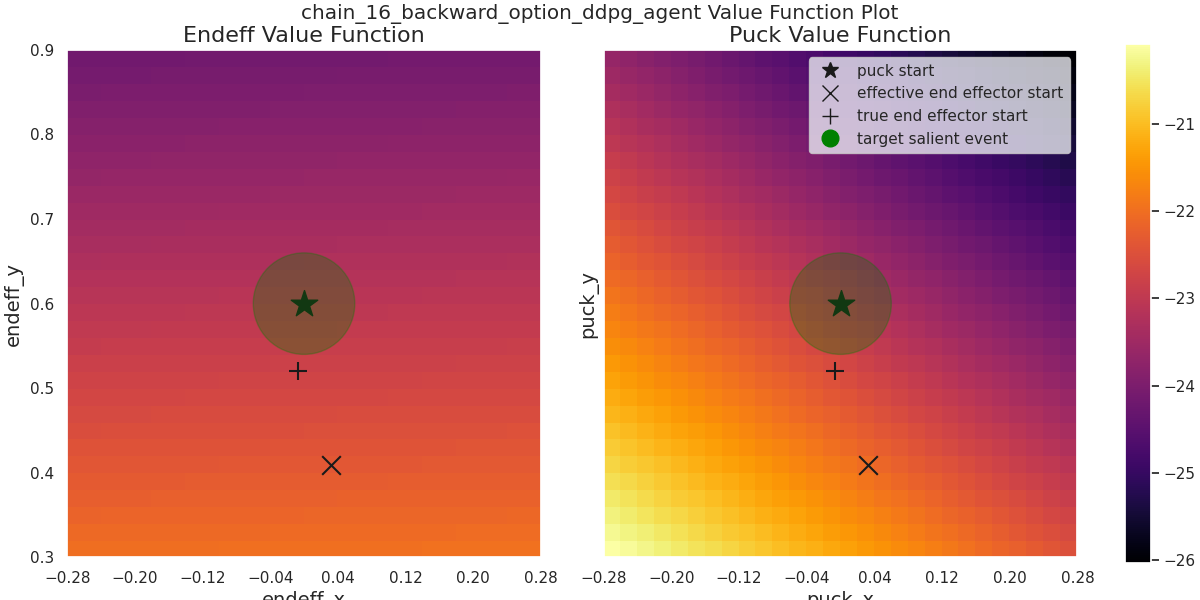 chain_16_backward_option_ddpg_agent Value Function Plot
Endeff Value Function
Puck Value Function
0.9
0.8
0.7
0.6
0.5
0.4
0.3
endeff_y
−0.28 −0.20 −0.12 −0.04 0.04 0.12 0.20 0.28
endeff_x
puck_y
puck start
effective end effector start
true end effector start
target salient event
−0.28 −0.20 −0.12 −0.04 0.04 0.12 0.20 0.28
puck_x
−21
−22
−23
−24
−25
−26